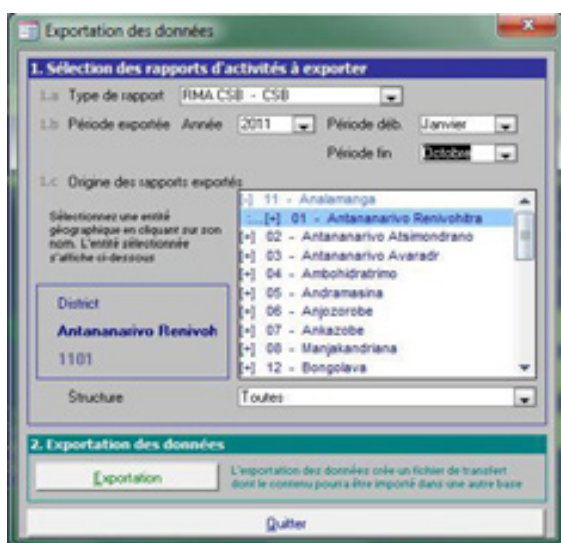 Exportation des données
1. Sélection des rapports d'activités à exporter
1.a Type de rapport RMA CSB - CSB
1.b Période exportée Année 2011 Période déb. Janvier
Période fin Octobre
1.c Origine des rapports exportés
Sélectionnez une entité
géographique en cliquant sur son
nom. L'entité sélectionnée
s'affiche ci-dessous
[-] 11 - Analamanga
:...[+] 01 - Antananarivo Renivohitra
[+] 02 - Antananarivo Atsimondrano
[+] 03 - Antananarivo Avaradr
[+] 04 - Ambohidratrimo
[+] 05 - Andramasina
[+] 06 - Anjozorobe
[+] 07 - Ankazobe
[+] 08 - Manjakandriana
[+] 12 - Bongolava
District
Antananarivo Renivoh
1101
Structure Toutes
2. Exportation des données
Exportation
L'exportation des données crée un fichier de transfert
dont le contenu pourra être importé dans une autre base
Quitter